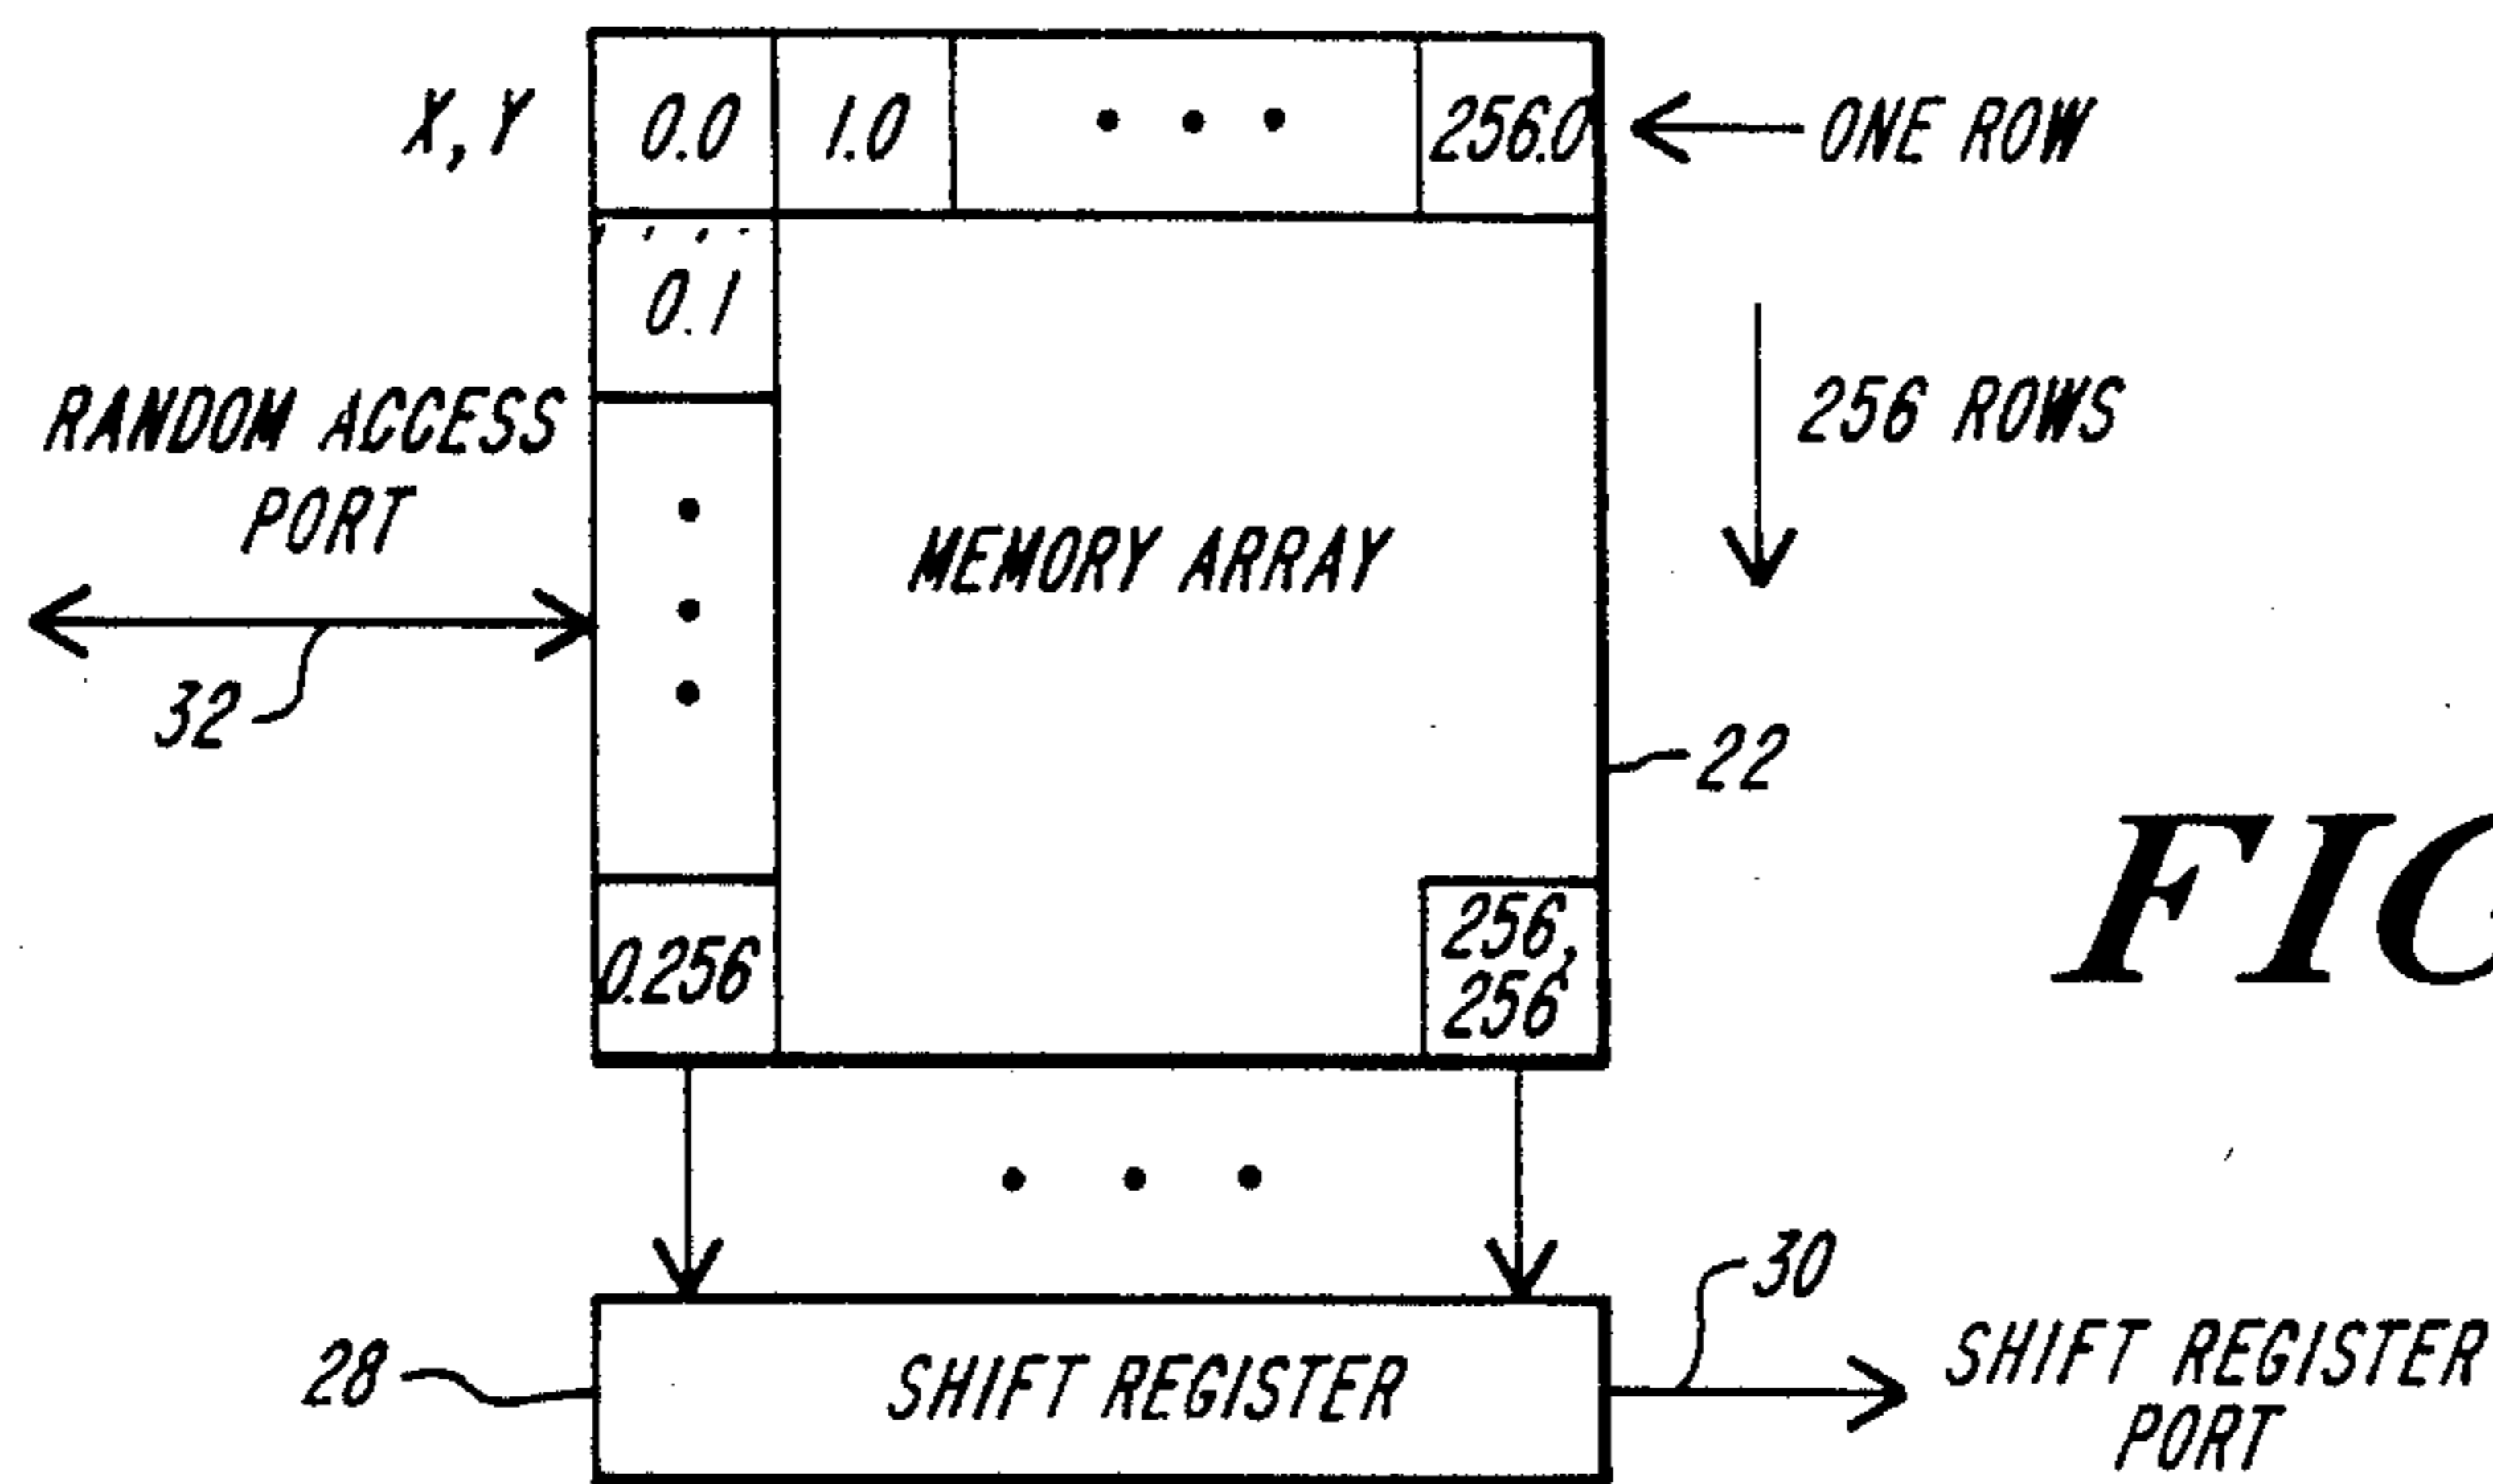 X, Y
0.0
1.0
256.0
ONE ROW
0.1
RANDOM ACCESS
PORT
256 ROWS
MEMORY ARRAY
32
22
0.256
256,
256
FIG
30
28
SHIFT REGISTER
SHIFT REGISTER
PORT